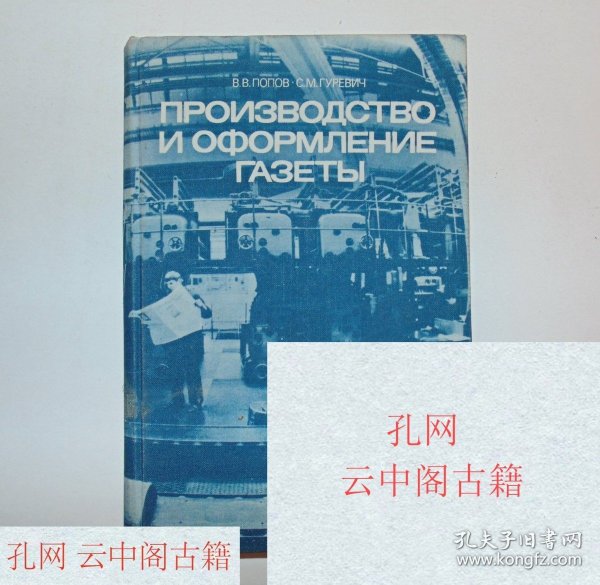 В.В.ПОПОВ · С.М.ГУРЕВИЧ
ПРОИЗВОДСТВО
И ОФОРМЛЕНИЕ
ГАЗЕТЫ
孔网
云中阁古籍
孔网 云中阁古籍
孔夫子旧书网
www.kongfz.com